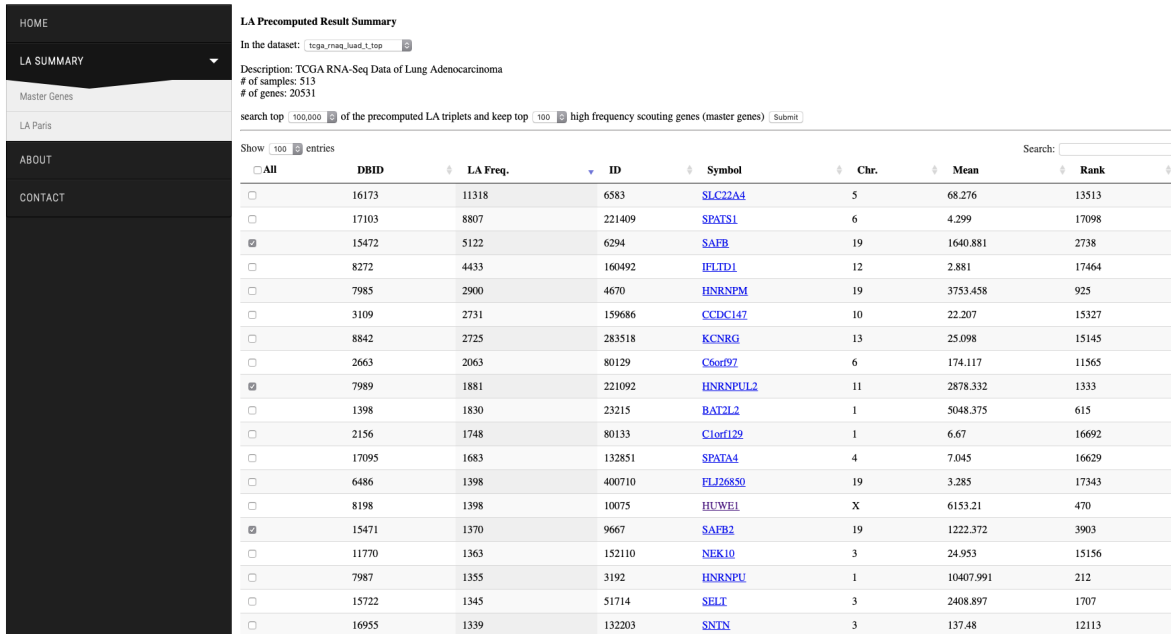 HOME
LA SUMMARY
Master Genes
LA Paris
ABOUT
CONTACT
LA Precomputed Result Summary
In the dataset: tcga_rnaq_luad_t_top
Description: TCGA RNA-Seq Data of Lung Adenocarcinoma
# of samples: 513
# of genes: 20531
search top 100,000 of the precomputed LA triplets and keep top 100 high frequency scouting genes (master genes) Submit
Show 100 entries Search:
All DBID LA Freq. ID Symbol Chr. Mean Rank
16173 11318 6583 SLC22A4 5 68.276 13513
17103 8807 221409 SPATS1 6 4.299 17098
15472 5122 6294 SAFB 19 1640.881 2738
8272 4433 160492 IFLTD1 12 2.881 17464
7985 2900 4670 HNRNPM 19 3753.458 925
3109 2731 159686 CCDC147 10 22.207 15327
8842 2725 283518 KCNRG 13 25.098 15145
2663 2063 80129 C6orf97 6 174.117 11565
7989 1881 221092 HNRNPUL2 11 2878.332 1333
1398 1830 23215 BAT2L2 1 5048.375 615
2156 1748 80133 C1orf129 1 6.67 16692
17095 1683 132851 SPATA4 4 7.045 16629
6486 1398 400710 FLJ26850 19 3.285 17343
8198 1398 10075 HUWE1 X 6153.21 470
15471 1370 9667 SAFB2 19 1222.372 3903
11770 1363 152110 NEK10 3 24.953 15156
7987 1355 3192 HNRNPU 1 10407.991 212
15722 1345 51714 SELT 3 2408.897 1707
16955 1339 132203 SNTN 3 137.48 12113